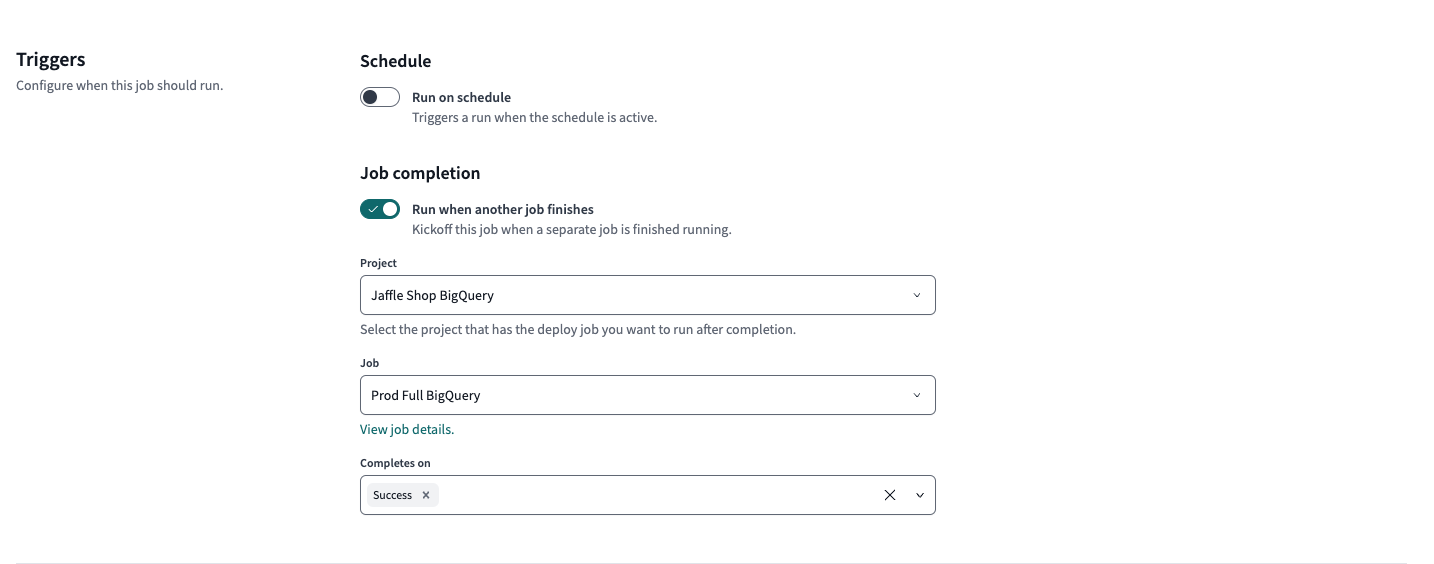 Triggers
Configure when this job should run.
Schedule
Run on schedule
Triggers a run when the schedule is active.
Job completion
Run when another job finishes
Kickoff this job when a separate job is finished running.
Project
Jaffle Shop BigQuery
Select the project that has the deploy job you want to run after completion.
Job
Prod Full BigQuery
View job details.
Completes on
Success